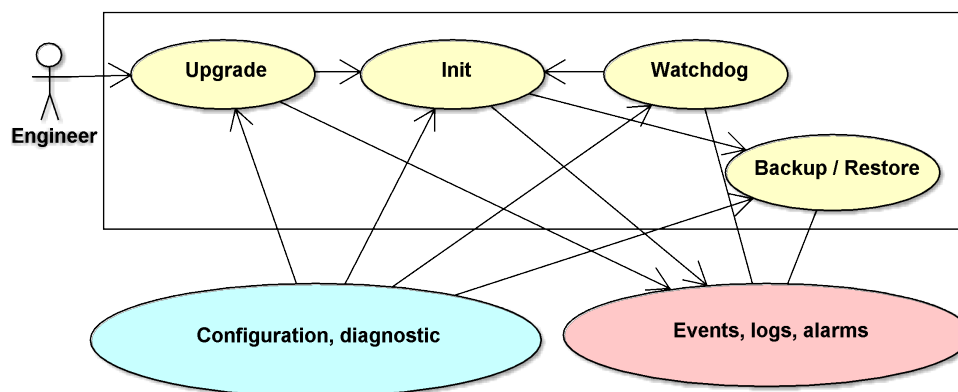 Upgrade
Init
Watchdog
Engineer
Backup / Restore
Configuration, diagnostic
Events, logs, alarms